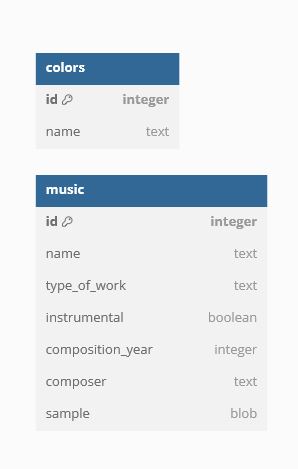 colors
id integer
name text
music
id integer
name text
type_of_work text
instrumental boolean
composition_year integer
composer text
sample blob